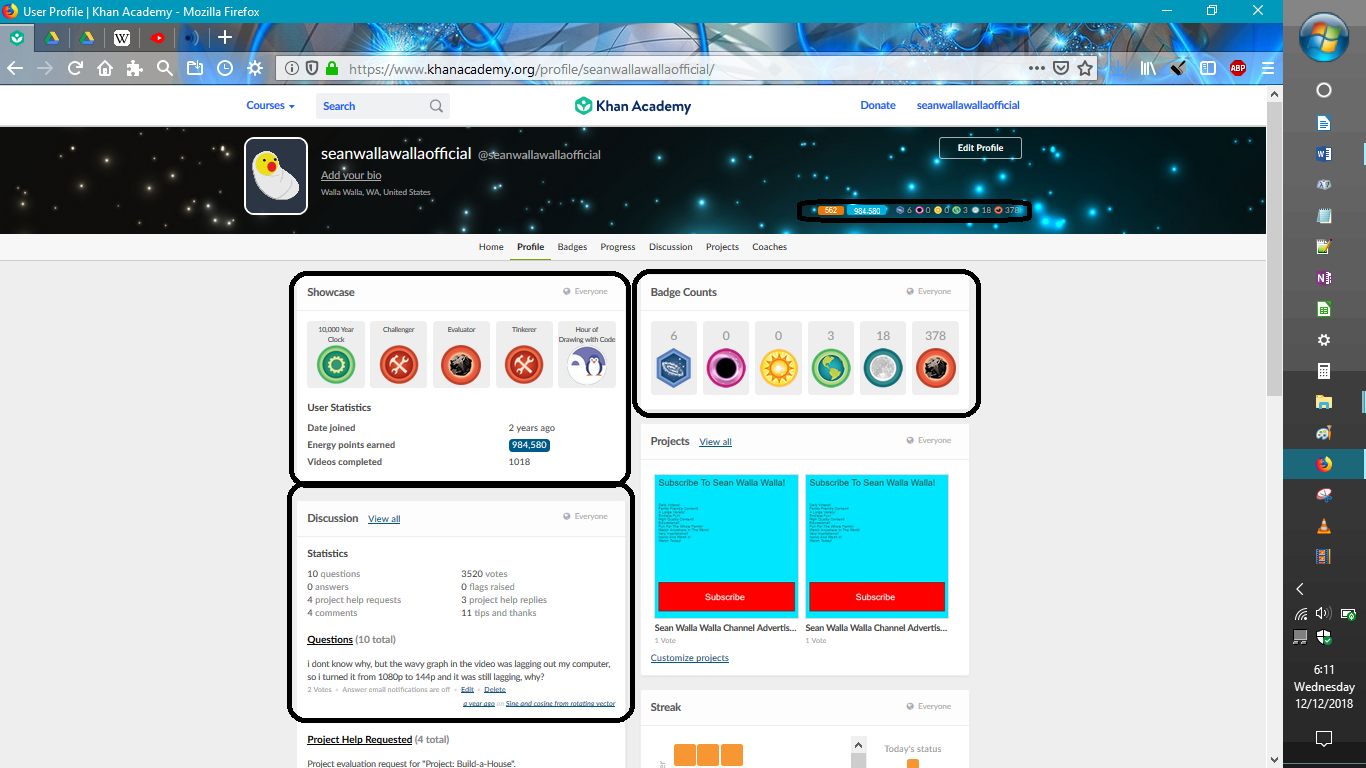 User Profile | Khan Academy - Mozilla Firefox
https://www.khanacademy.org/profile/seanwallawallaofficial/
ABP
Courses
Search
Khan Academy
Donate
seanwallawallaofficial
seanwallawallaofficial @seanwallawallaofficial
Add your bio
Walla Walla, WA, United States
Edit Profile
562 984,580 6 0 0 3 18 378
Home Profile Badges Progress Discussion Projects Coaches
Showcase
Everyone
10,000 Year Clock
Challenger
Evaluator
Tinkerer
Hour of Drawing with Code
User Statistics
Date joined 2 years ago
Energy points earned 984,580
Videos completed 1018
Badge Counts
Everyone
6 0 0 3 18 378
Discussion View all
Everyone
Statistics
10 questions 3520 votes
0 answers 0 flags raised
4 project help requests 3 project help replies
4 comments 11 tips and thanks
Questions (10 total)
i dont know why, but the wavy graph in the video was lagging out my computer,
so i turned it from 1080p to 144p and it was still lagging, why?
2 Votes • Answer email notifications are off • Edit • Delete
a year ago on Sine and cosine from rotating vector
Project Help Requested (4 total)
Project evaluation request for "Project: Build-a-House".
Projects View all
Everyone
Subscribe To Sean Walla Walla!
Subscribe
Sean Walla Walla Channel Advertis...
1 Vote
Subscribe To Sean Walla Walla!
Subscribe
Sean Walla Walla Channel Advertis...
1 Vote
Customize projects
Streak
Everyone
Today's status
6:11
Wednesday
12/12/2018